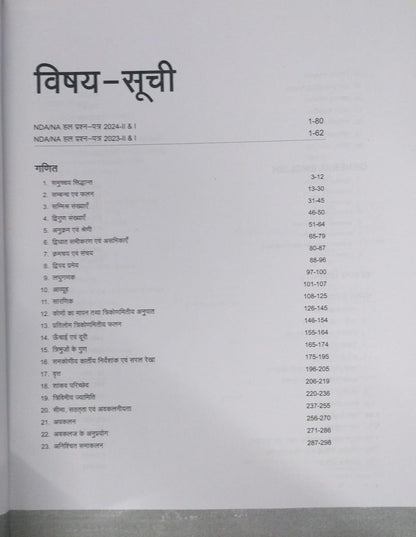 विषय-सूची
NDA/NA हल प्रश्न-पत्र 2024-II & I 1-80
NDA/NA हल प्रश्न-पत्र 2023-II & I 1-62
गणित
1. समुच्चय सिद्धान्त 3-12
2. सम्बन्ध एवं फलन 13-30
3. सम्मिश्र संख्याएँ 31-45
4. द्विगुण संख्याएँ 46-50
5. अनुक्रम एवं श्रेणी 51-64
6. द्विघात समीकरण एवं असमिकाएँ 65-79
7. क्रमचय एवं संचय 80-87
8. द्विपद प्रमेय 88-96
9. लघुगणक 97-100
10. आव्यूह 101-107
11. सारणिक 108-125
12. कोणों का मापन तथा त्रिकोणमितीय अनुपात 126-145
13. प्रतिलोम त्रिकोणमितीय फलन 146-154
14. ऊँचाई एवं दूरी 155-164
15. त्रिभुजों के गुण 165-174
16. समकोणीय कार्तीय निर्देशांक एवं सरल रेखा 175-195
17. वृत्त 196-205
18. शांकव परिच्छेद 206-219
19. त्रिविमीय ज्यामिति 220-236
20. सीमा, सततता एवं अवकलनीयता 237-255
21. अवकलन 256-270
22. अवकलज के अनुप्रयोग 271-286
23. अनिश्चित समाकलन 287-298